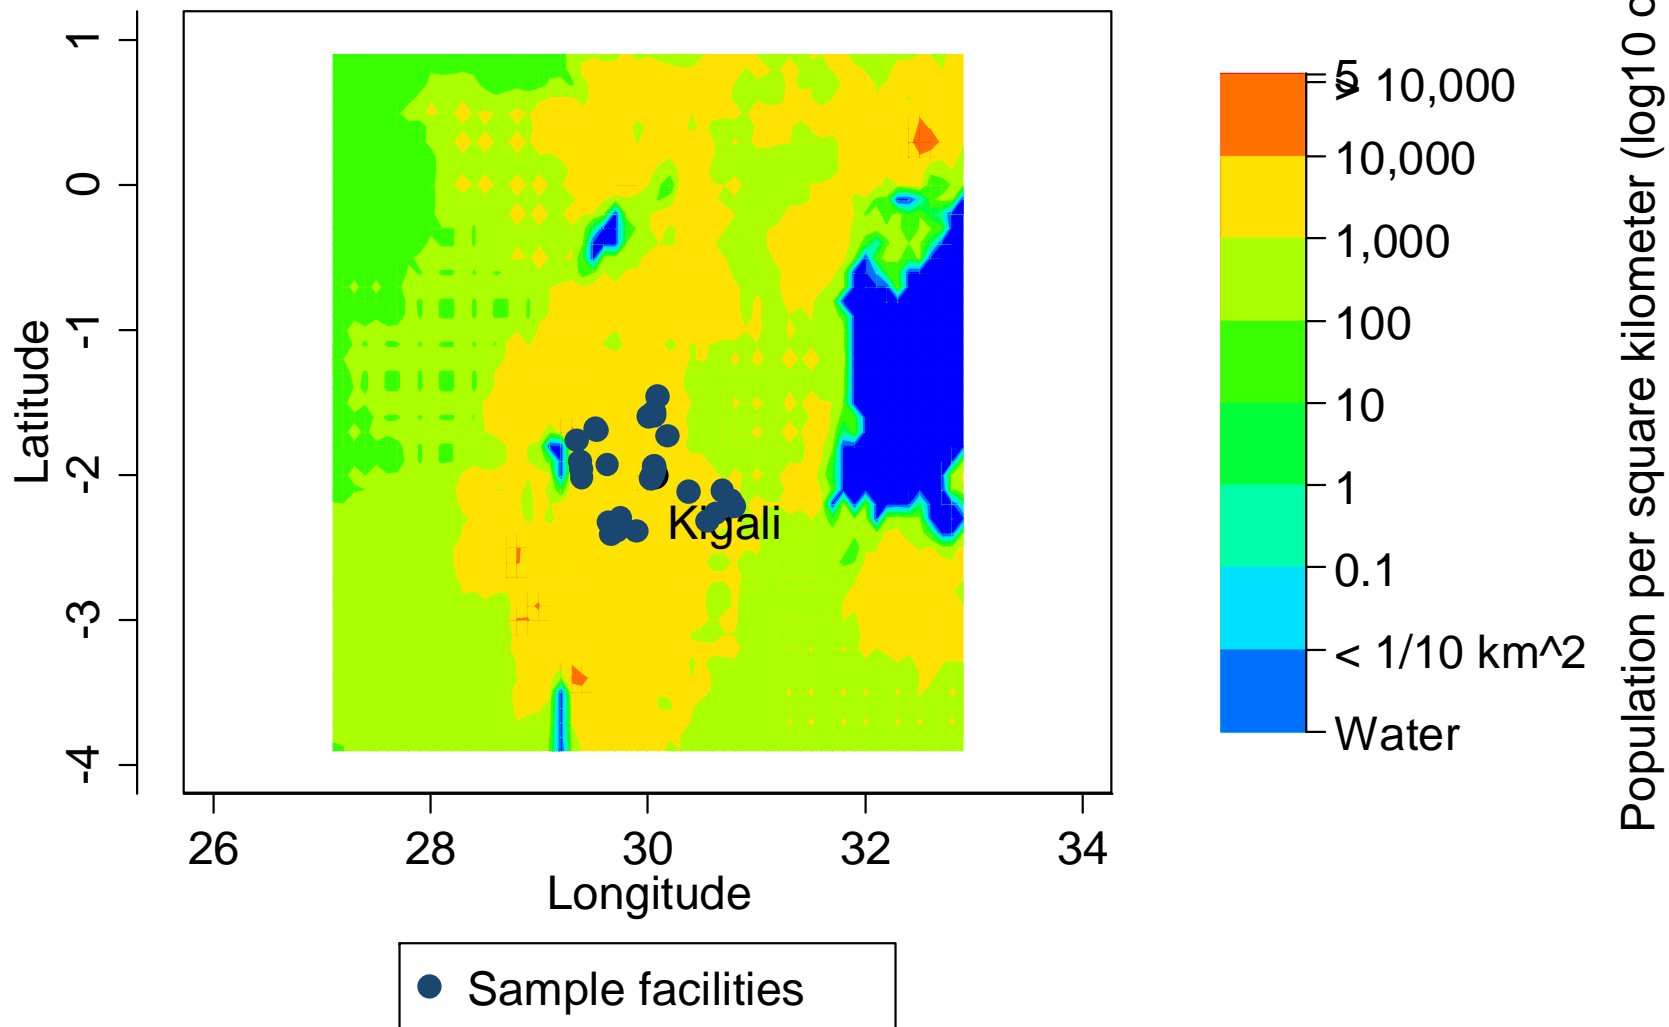 1
0
-1
-2
-3
-4
Latitude
26
28
30
32
34
Longitude
Kigali
5
> 10,000
10,000
1,000
100
10
1
0.1
< 1/10 km^2
Water
Population per square kilometer (log10
Sample facilities